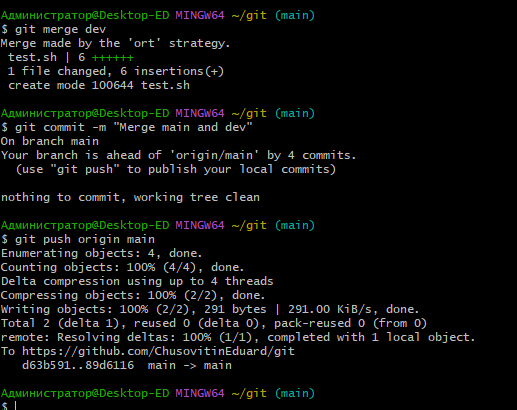 Администратор@Desktop-ED MINGW64 ~/git (main)
$ git merge dev
Merge made by the 'ort' strategy.
 test.sh | 6 ++++++
 1 file changed, 6 insertions(+)
 create mode 100644 test.sh

Администратор@Desktop-ED MINGW64 ~/git (main)
$ git commit -m "Merge main and dev"
On branch main
Your branch is ahead of 'origin/main' by 4 commits.
  (use "git push" to publish your local commits)

nothing to commit, working tree clean

Администратор@Desktop-ED MINGW64 ~/git (main)
$ git push origin main
Enumerating objects: 4, done.
Counting objects: 100% (4/4), done.
Delta compression using up to 4 threads
Compressing objects: 100% (2/2), done.
Writing objects: 100% (2/2), 291 bytes | 291.00 KiB/s, done.
Total 2 (delta 1), reused 0 (delta 0), pack-reused 0 (from 0)
remote: Resolving deltas: 100% (1/1), completed with 1 local object.
To https://github.com/ChusovitinEduard/git
   d63b591..89d6116  main -> main

Администратор@Desktop-ED MINGW64 ~/git (main)
$